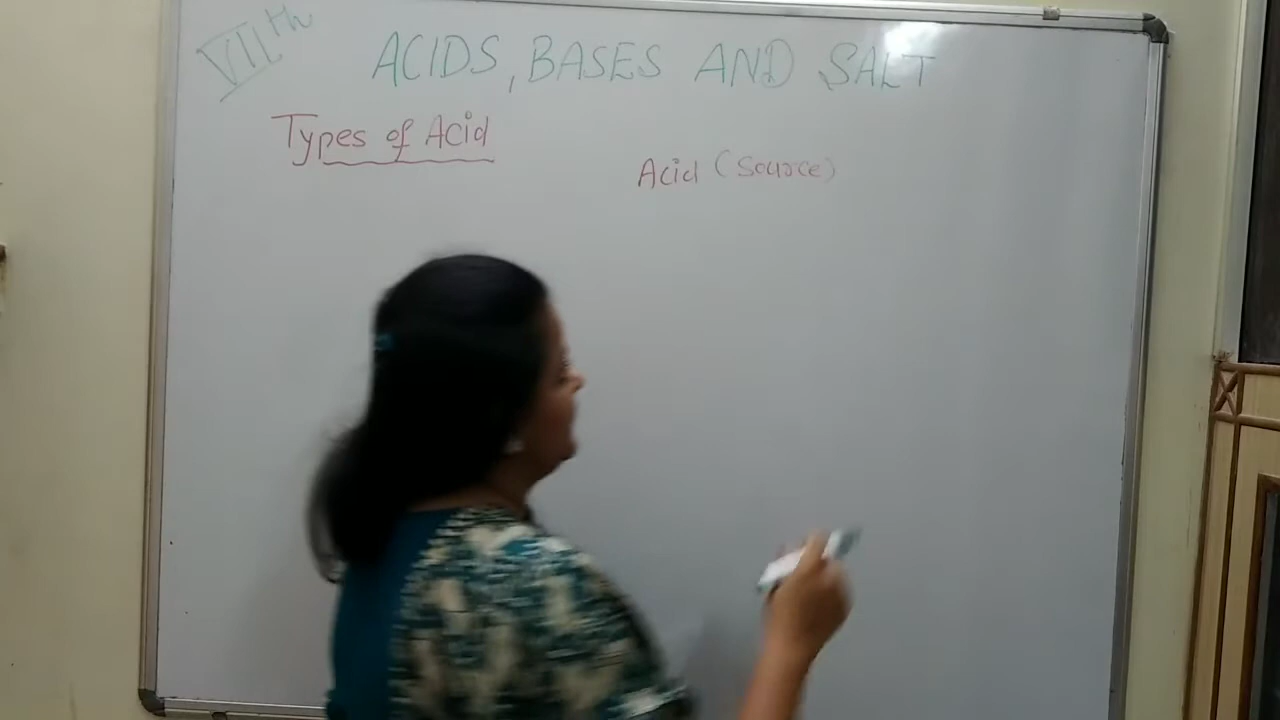 VIIth
ACIDS, BASES AND SALT
Types of Acid
Acid (Source)